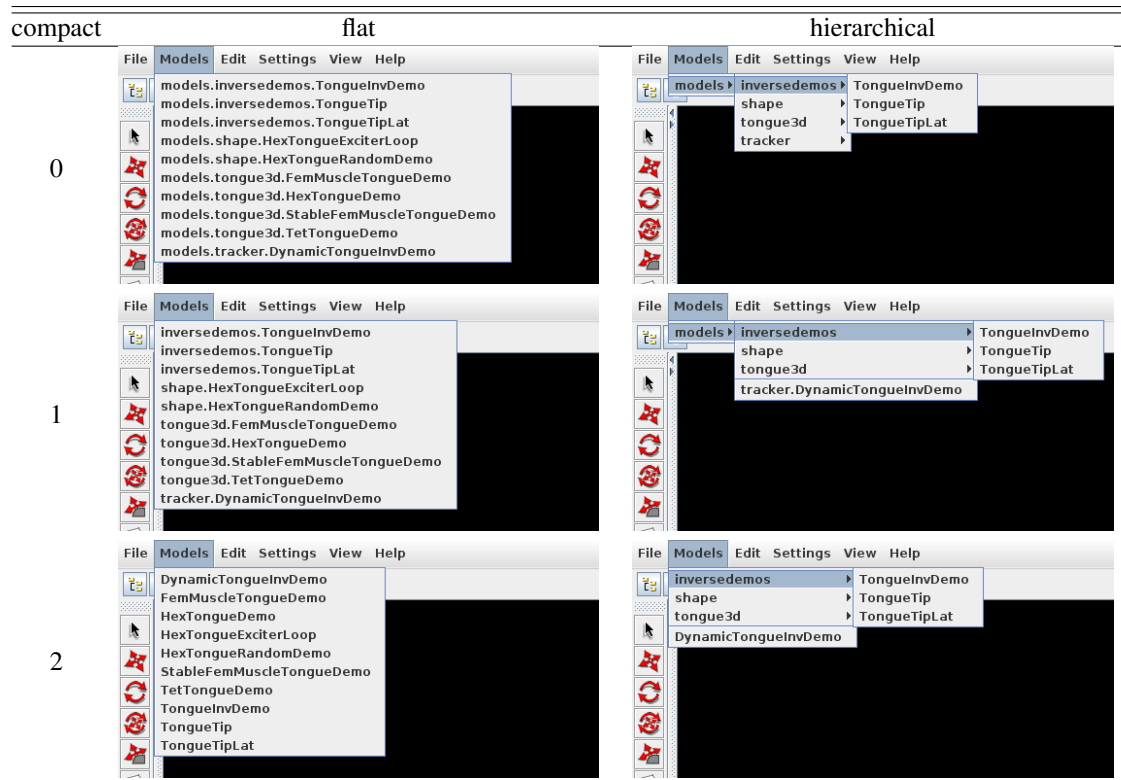 compact flat hierarchical
0
File Models Edit Settings View Help
models.inversedemos.TongueInvDemo
models.inversedemos.TongueTip
models.inversedemos.TongueTipLat
models.shape.HexTongueExciterLoop
models.shape.HexTongueRandomDemo
models.tongue3d.FemMuscleTongueDemo
models.tongue3d.HexTongueDemo
models.tongue3d.StableFemMuscleTongueDemo
models.tongue3d.TetTongueDemo
models.tracker.DynamicTongueInvDemo
File Models Edit Settings View Help
models inversedemos TongueInvDemo
shape TongueTip
tongue3d TongueTipLat
tracker
1
File Models Edit Settings View Help
inversedemos.TongueInvDemo
inversedemos.TongueTip
inversedemos.TongueTipLat
shape.HexTongueExciterLoop
shape.HexTongueRandomDemo
tongue3d.FemMuscleTongueDemo
tongue3d.HexTongueDemo
tongue3d.StableFemMuscleTongueDemo
tongue3d.TetTongueDemo
tracker.DynamicTongueInvDemo
File Models Edit Settings View Help
models inversedemos TongueInvDemo
shape TongueTip
tongue3d TongueTipLat
tracker.DynamicTongueInvDemo
2
File Models Edit Settings View Help
DynamicTongueInvDemo
FemMuscleTongueDemo
HexTongueDemo
HexTongueExciterLoop
HexTongueRandomDemo
StableFemMuscleTongueDemo
TetTongueDemo
TongueInvDemo
TongueTip
TongueTipLat
File Models Edit Settings View Help
inversedemos TongueInvDemo
shape TongueTip
tongue3d TongueTipLat
DynamicTongueInvDemo